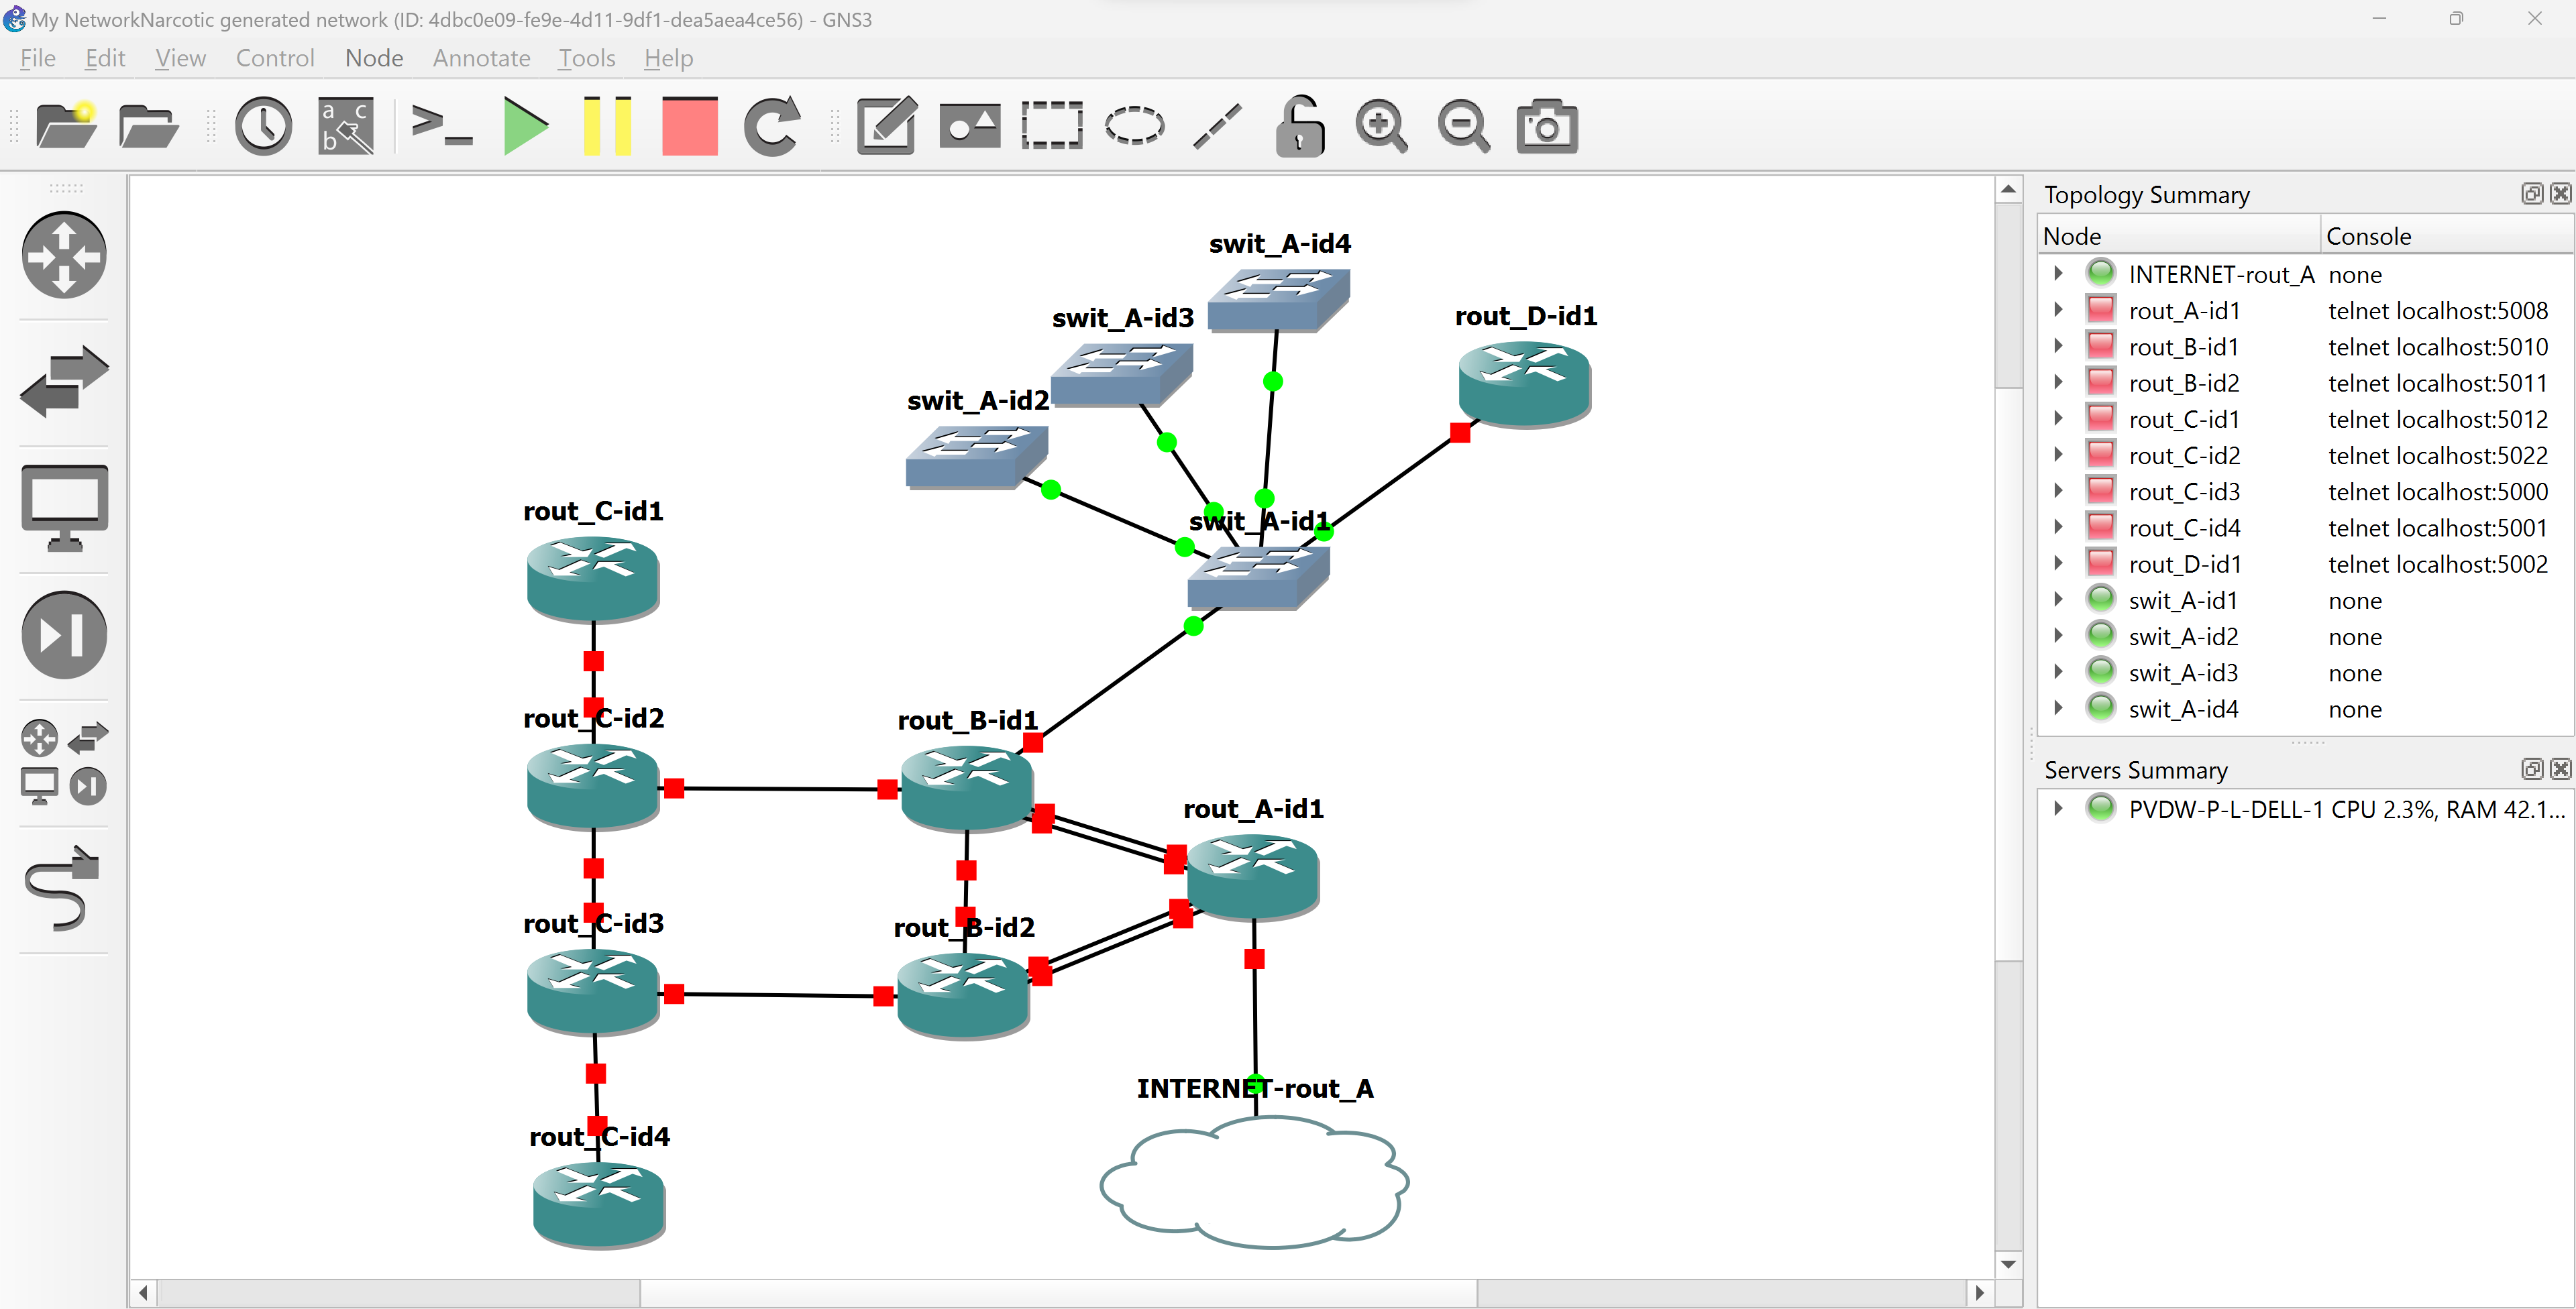 My NetworkNarcotic generated network (ID: 4dbc0e09-fe9e-4d11-9df1-dea5aea4ce56) - GNS3
File Edit View Control Node Annotate Tools Help
a c
b
swit_A-id4
swit_A-id3
rout_D-id1
swit_A-id2
rout_C-id1
swit_A-id1
rout_C-id2
rout_B-id1
rout_A-id1
rout_C-id3
rout_B-id2
INTERNET-rout_A
rout_C-id4
Topology Summary
Node Console
INTERNET-rout_A none
rout_A-id1 telnet localhost:5008
rout_B-id1 telnet localhost:5010
rout_B-id2 telnet localhost:5011
rout_C-id1 telnet localhost:5012
rout_C-id2 telnet localhost:5022
rout_C-id3 telnet localhost:5000
rout_C-id4 telnet localhost:5001
rout_D-id1 telnet localhost:5002
swit_A-id1 none
swit_A-id2 none
swit_A-id3 none
swit_A-id4 none
Servers Summary
PVDW-P-L-DELL-1 CPU 2.3%, RAM 42.1...